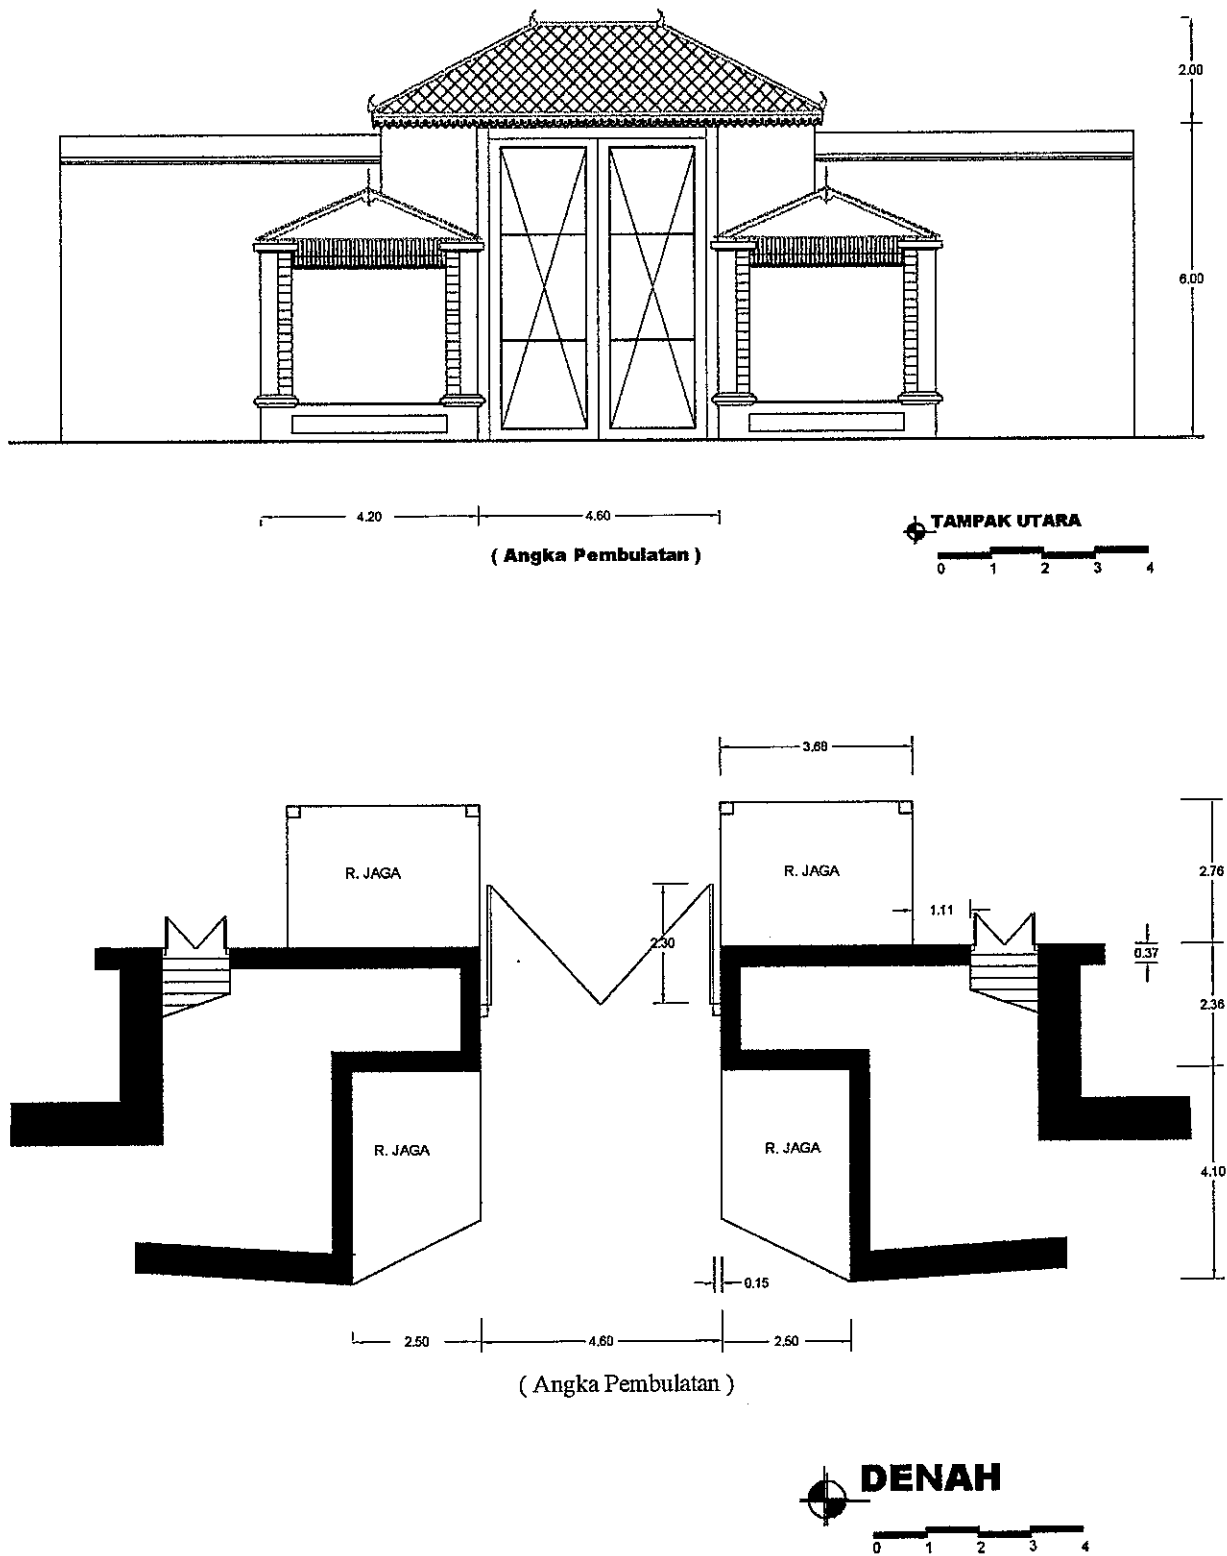 2.00
6.00
4.20
4.60
( Angka Pembulatan )
TAMPAK UTARA
0 1 2 3 4
3.68
R. JAGA
R. JAGA
2.76
1.11
2.30
0.37
2.36
R. JAGA
R. JAGA
4.10
0.15
2.50
4.60
2.50
( Angka Pembulatan )
DENAH
0 1 2 3 4